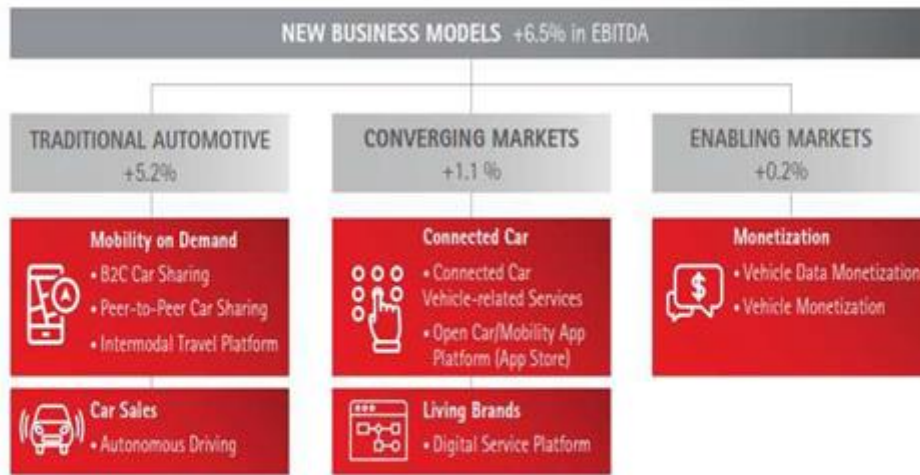 NEW BUSINESS MODELS +6.5% in EBITDA
TRADITIONAL AUTOMOTIVE
+5.2%
Mobility on Demand
• B2C Car Sharing
• Peer-to-Peer Car Sharing
• Intermodal Travel Platform
Car Sales
• Autonomous Driving
CONVERGING MARKETS
+1.1 %
Connected Car
• Connected Car
Vehicle-related Services
• Open Car/Mobility App
Platform (App Store)
Living Brands
• Digital Service Platform
ENABLING MARKETS
+0.2%
Monetization
$
• Vehicle Data Monetization
• Vehicle Monetization